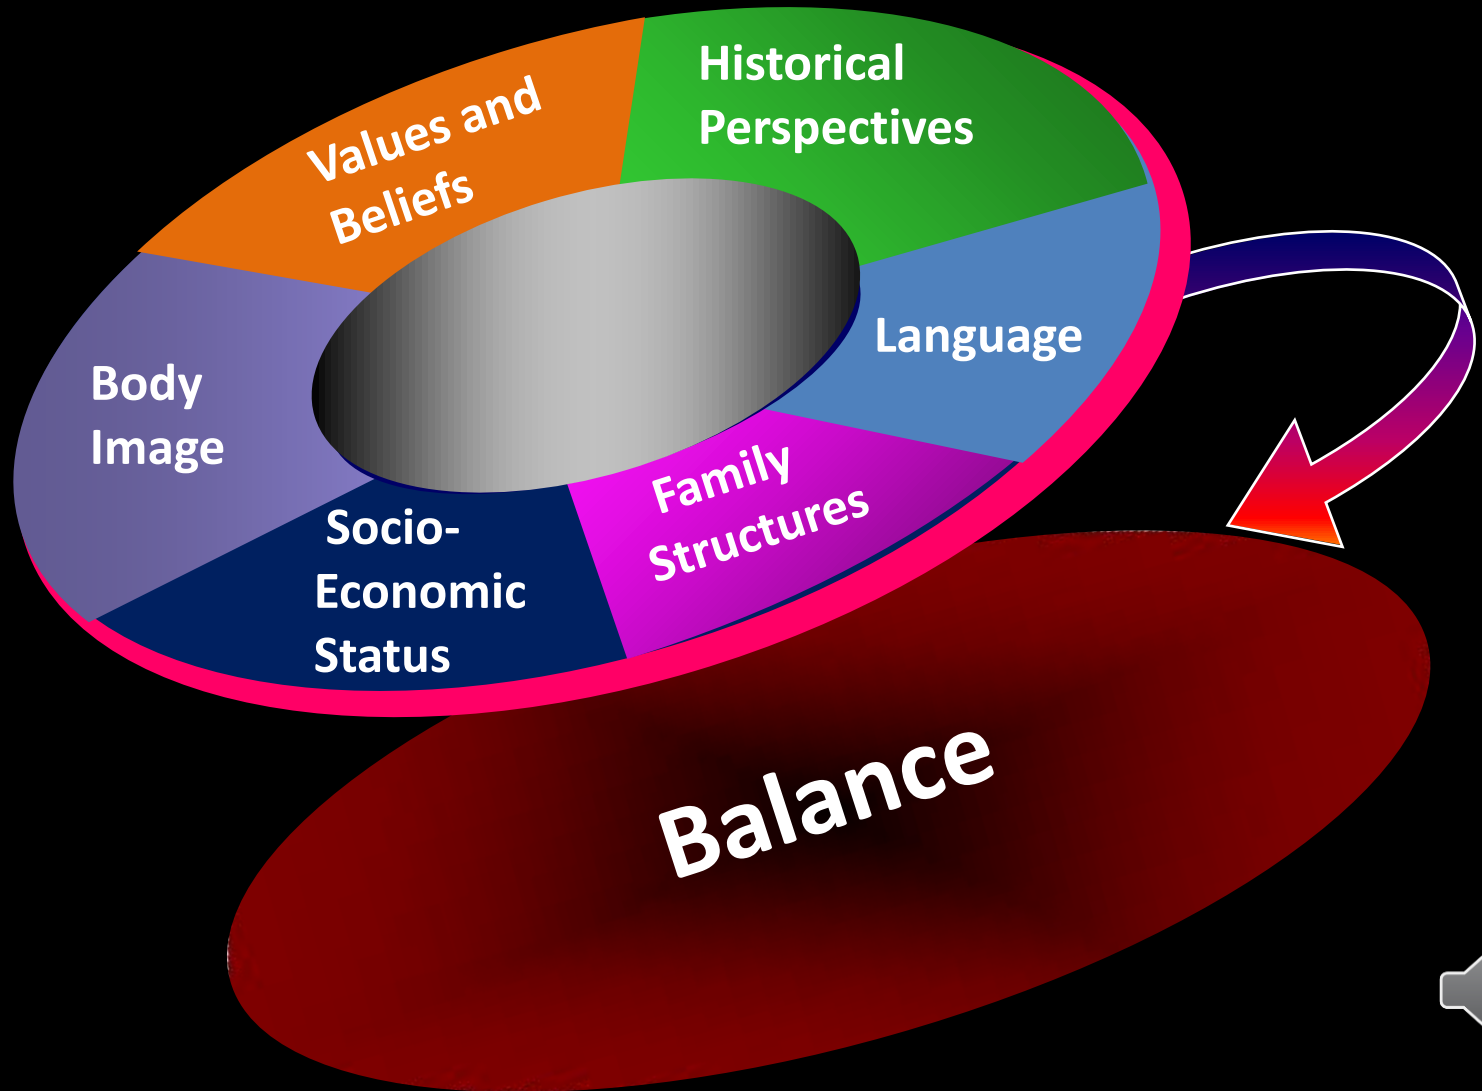 Values and
Beliefs
Historical
Perspectives
Language
Body
Image
Family
Structures
Socio-
Economic
Status
Balance